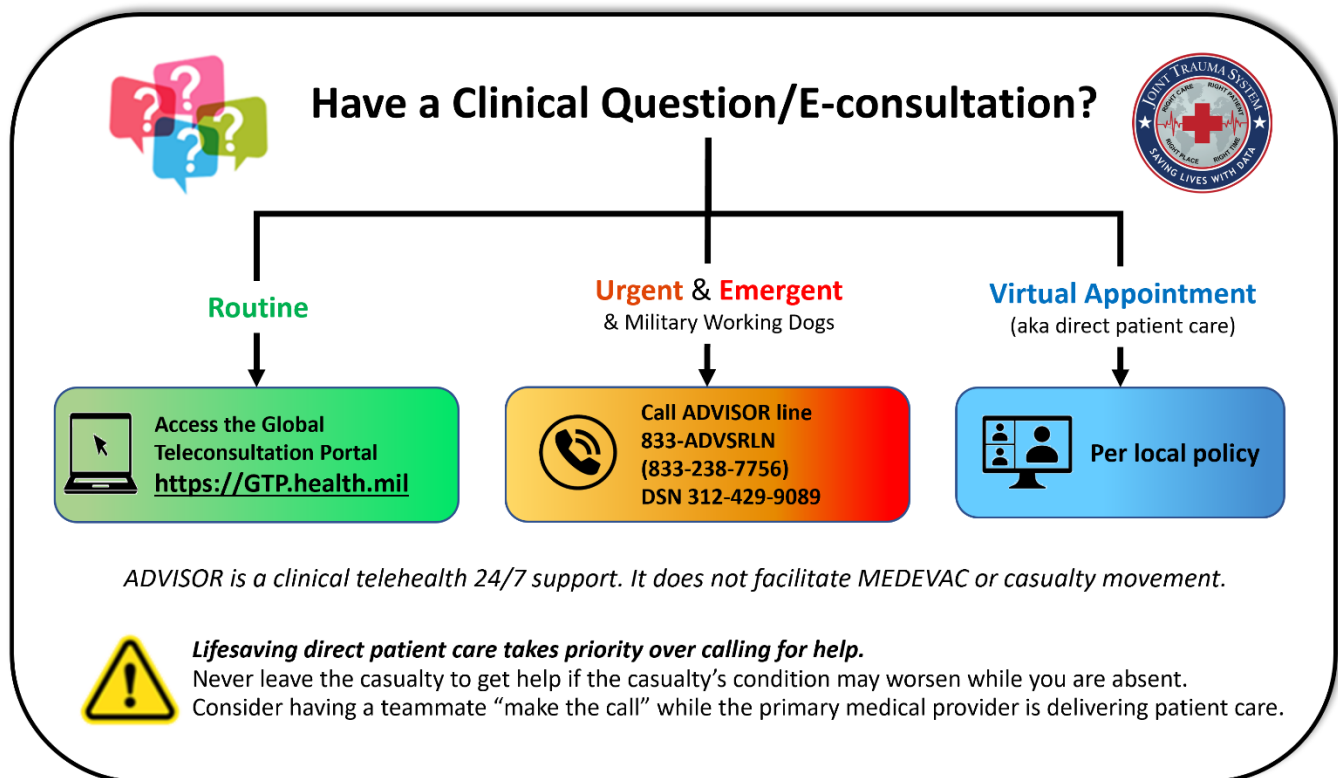 Have a Clinical Question/E-consultation?
JOINT TRAUMA SYSTEM
RIGHT CARE
RIGHT PATIENT
RIGHT PLACE
RIGHT TIME
SAVING LIVES WITH DATA
Routine
Access the Global
Teleconsultation Portal
https://GTP.health.mil
Urgent & Emergent
& Military Working Dogs
Call ADVISOR line
833-ADVSRLN
(833-238-7756)
DSN 312-429-9089
Virtual Appointment
(aka direct patient care)
Per local policy
ADVISOR is a clinical telehealth 24/7 support. It does not facilitate MEDEVAC or casualty movement.
Lifesaving direct patient care takes priority over calling for help.
Never leave the casualty to get help if the casualty’s condition may worsen while you are absent.
Consider having a teammate “make the call” while the primary medical provider is delivering patient care.